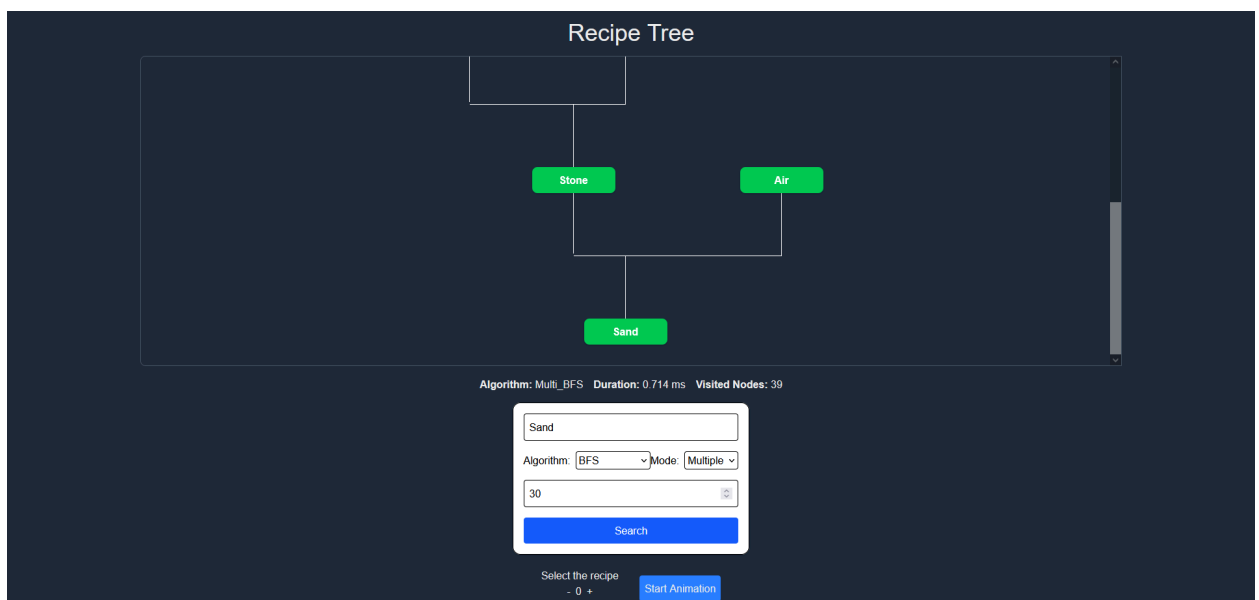 Recipe Tree
Stone Air
Sand
Algorithm: Multi_BFS Duration: 0.714 ms Visited Nodes: 39
Sand
Algorithm: BFS Mode: Multiple
30
Search
Select the recipe
- 0 +
Start Animation